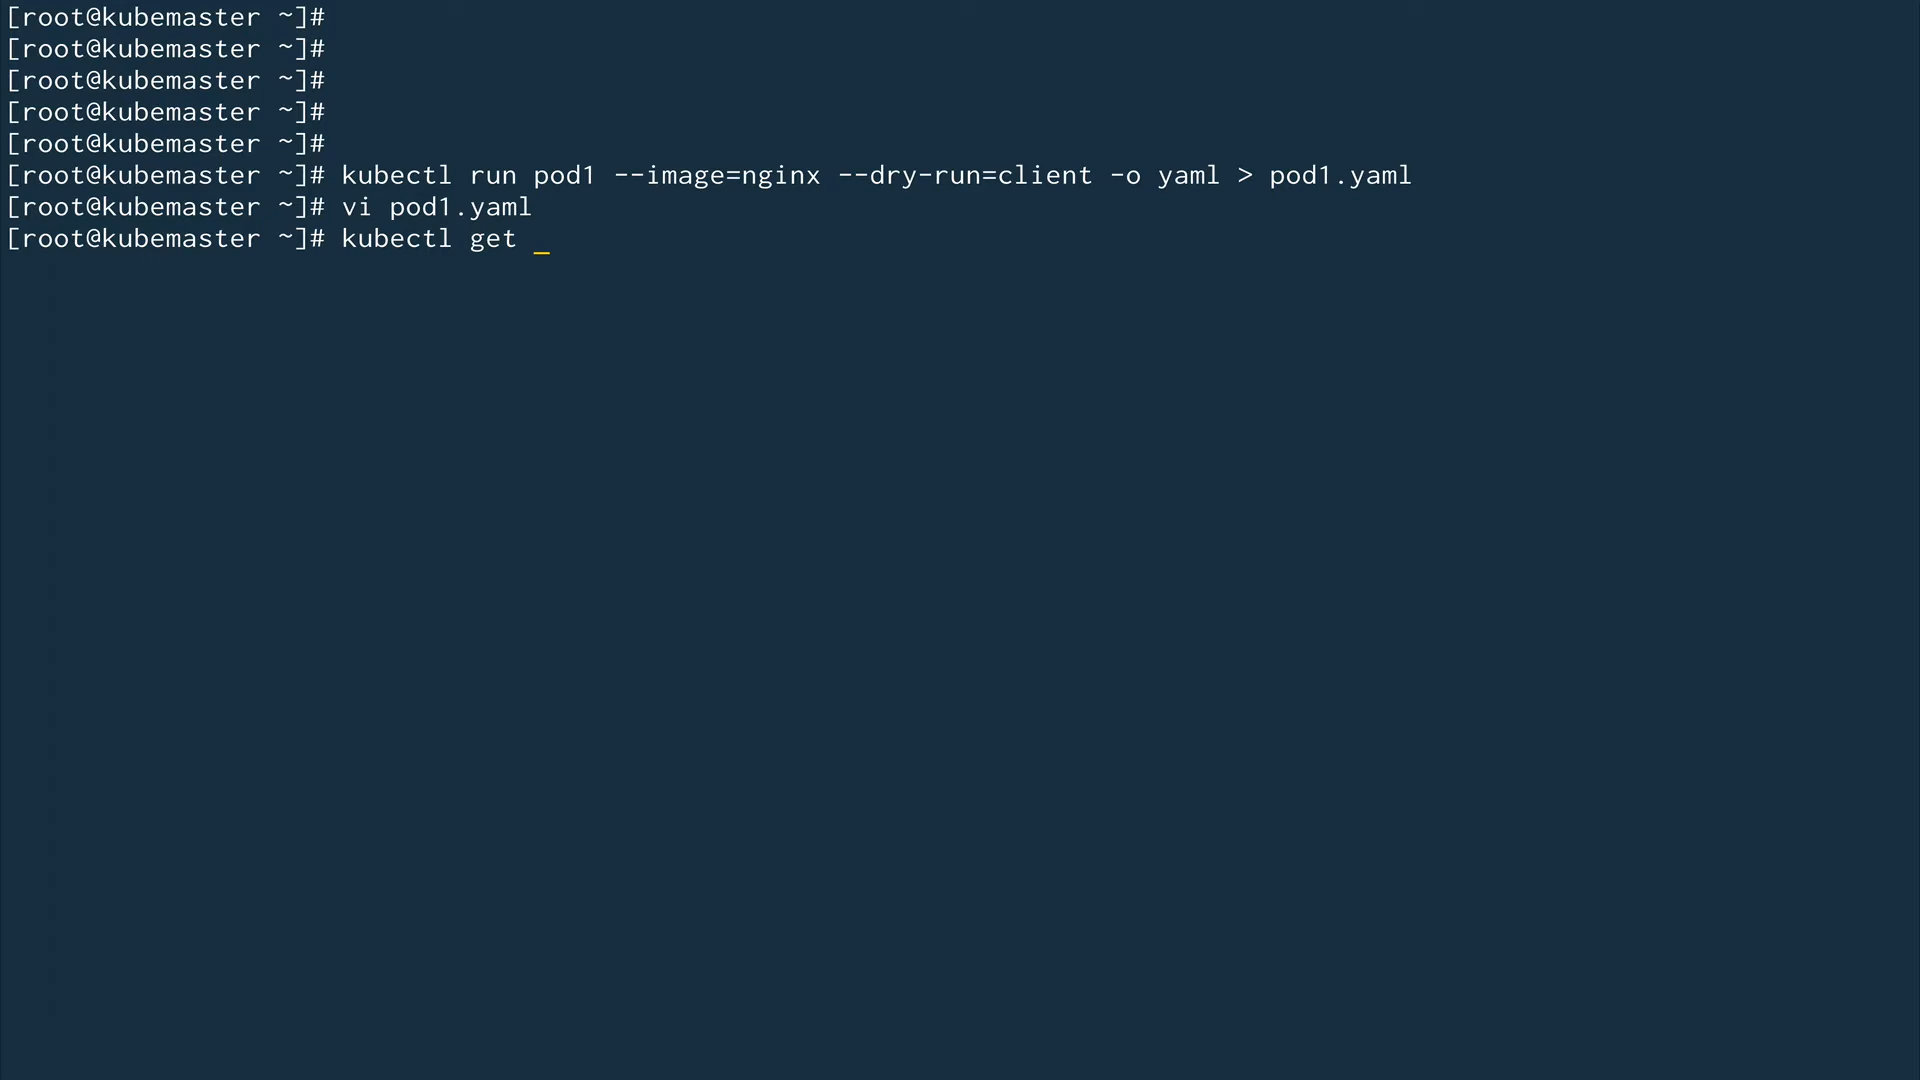 [root@kubemaster ~]#
[root@kubemaster ~]#
[root@kubemaster ~]#
[root@kubemaster ~]#
[root@kubemaster ~]#
[root@kubemaster ~]# kubectl run pod1 --image=nginx --dry-run=client -o yaml > pod1.yaml
[root@kubemaster ~]# vi pod1.yaml
[root@kubemaster ~]# kubectl get _